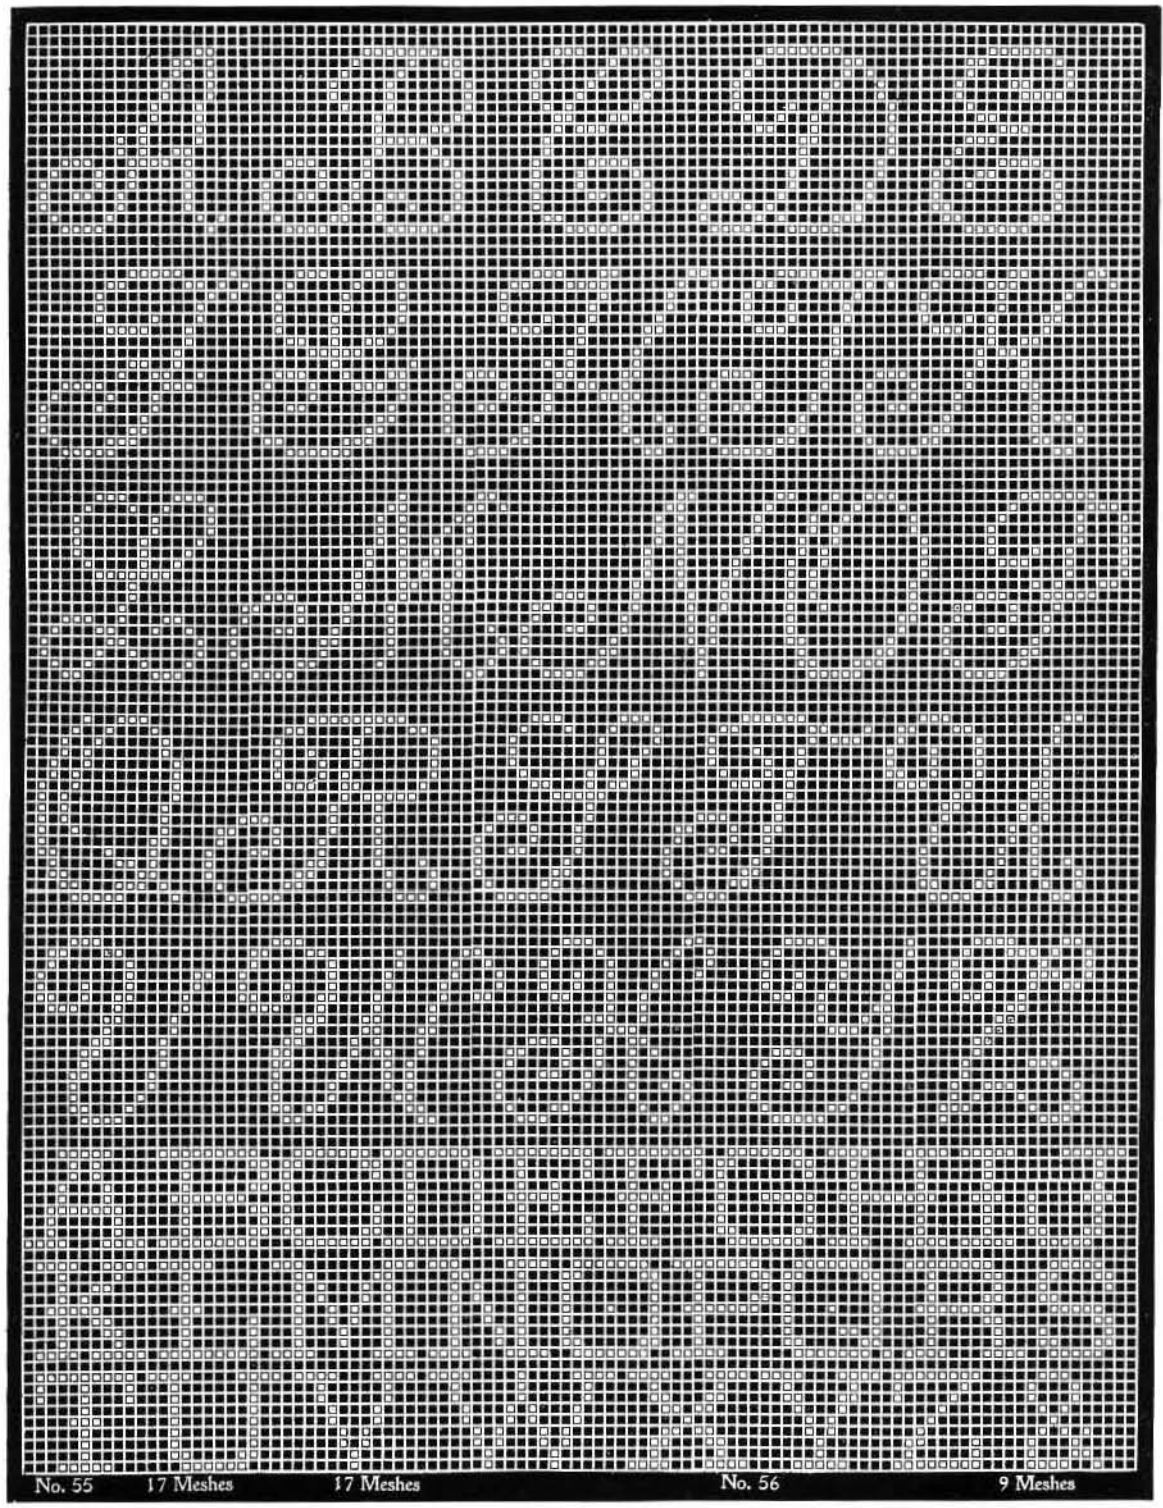 A B C D E
F G H I K
L M N O P
Q R S T U
V W X Y Z
A B C D E F G H I J
K L M N O P Q R S
T U V W X Y Z &
No. 55 17 Meshes 17 Meshes No. 56 9 Meshes